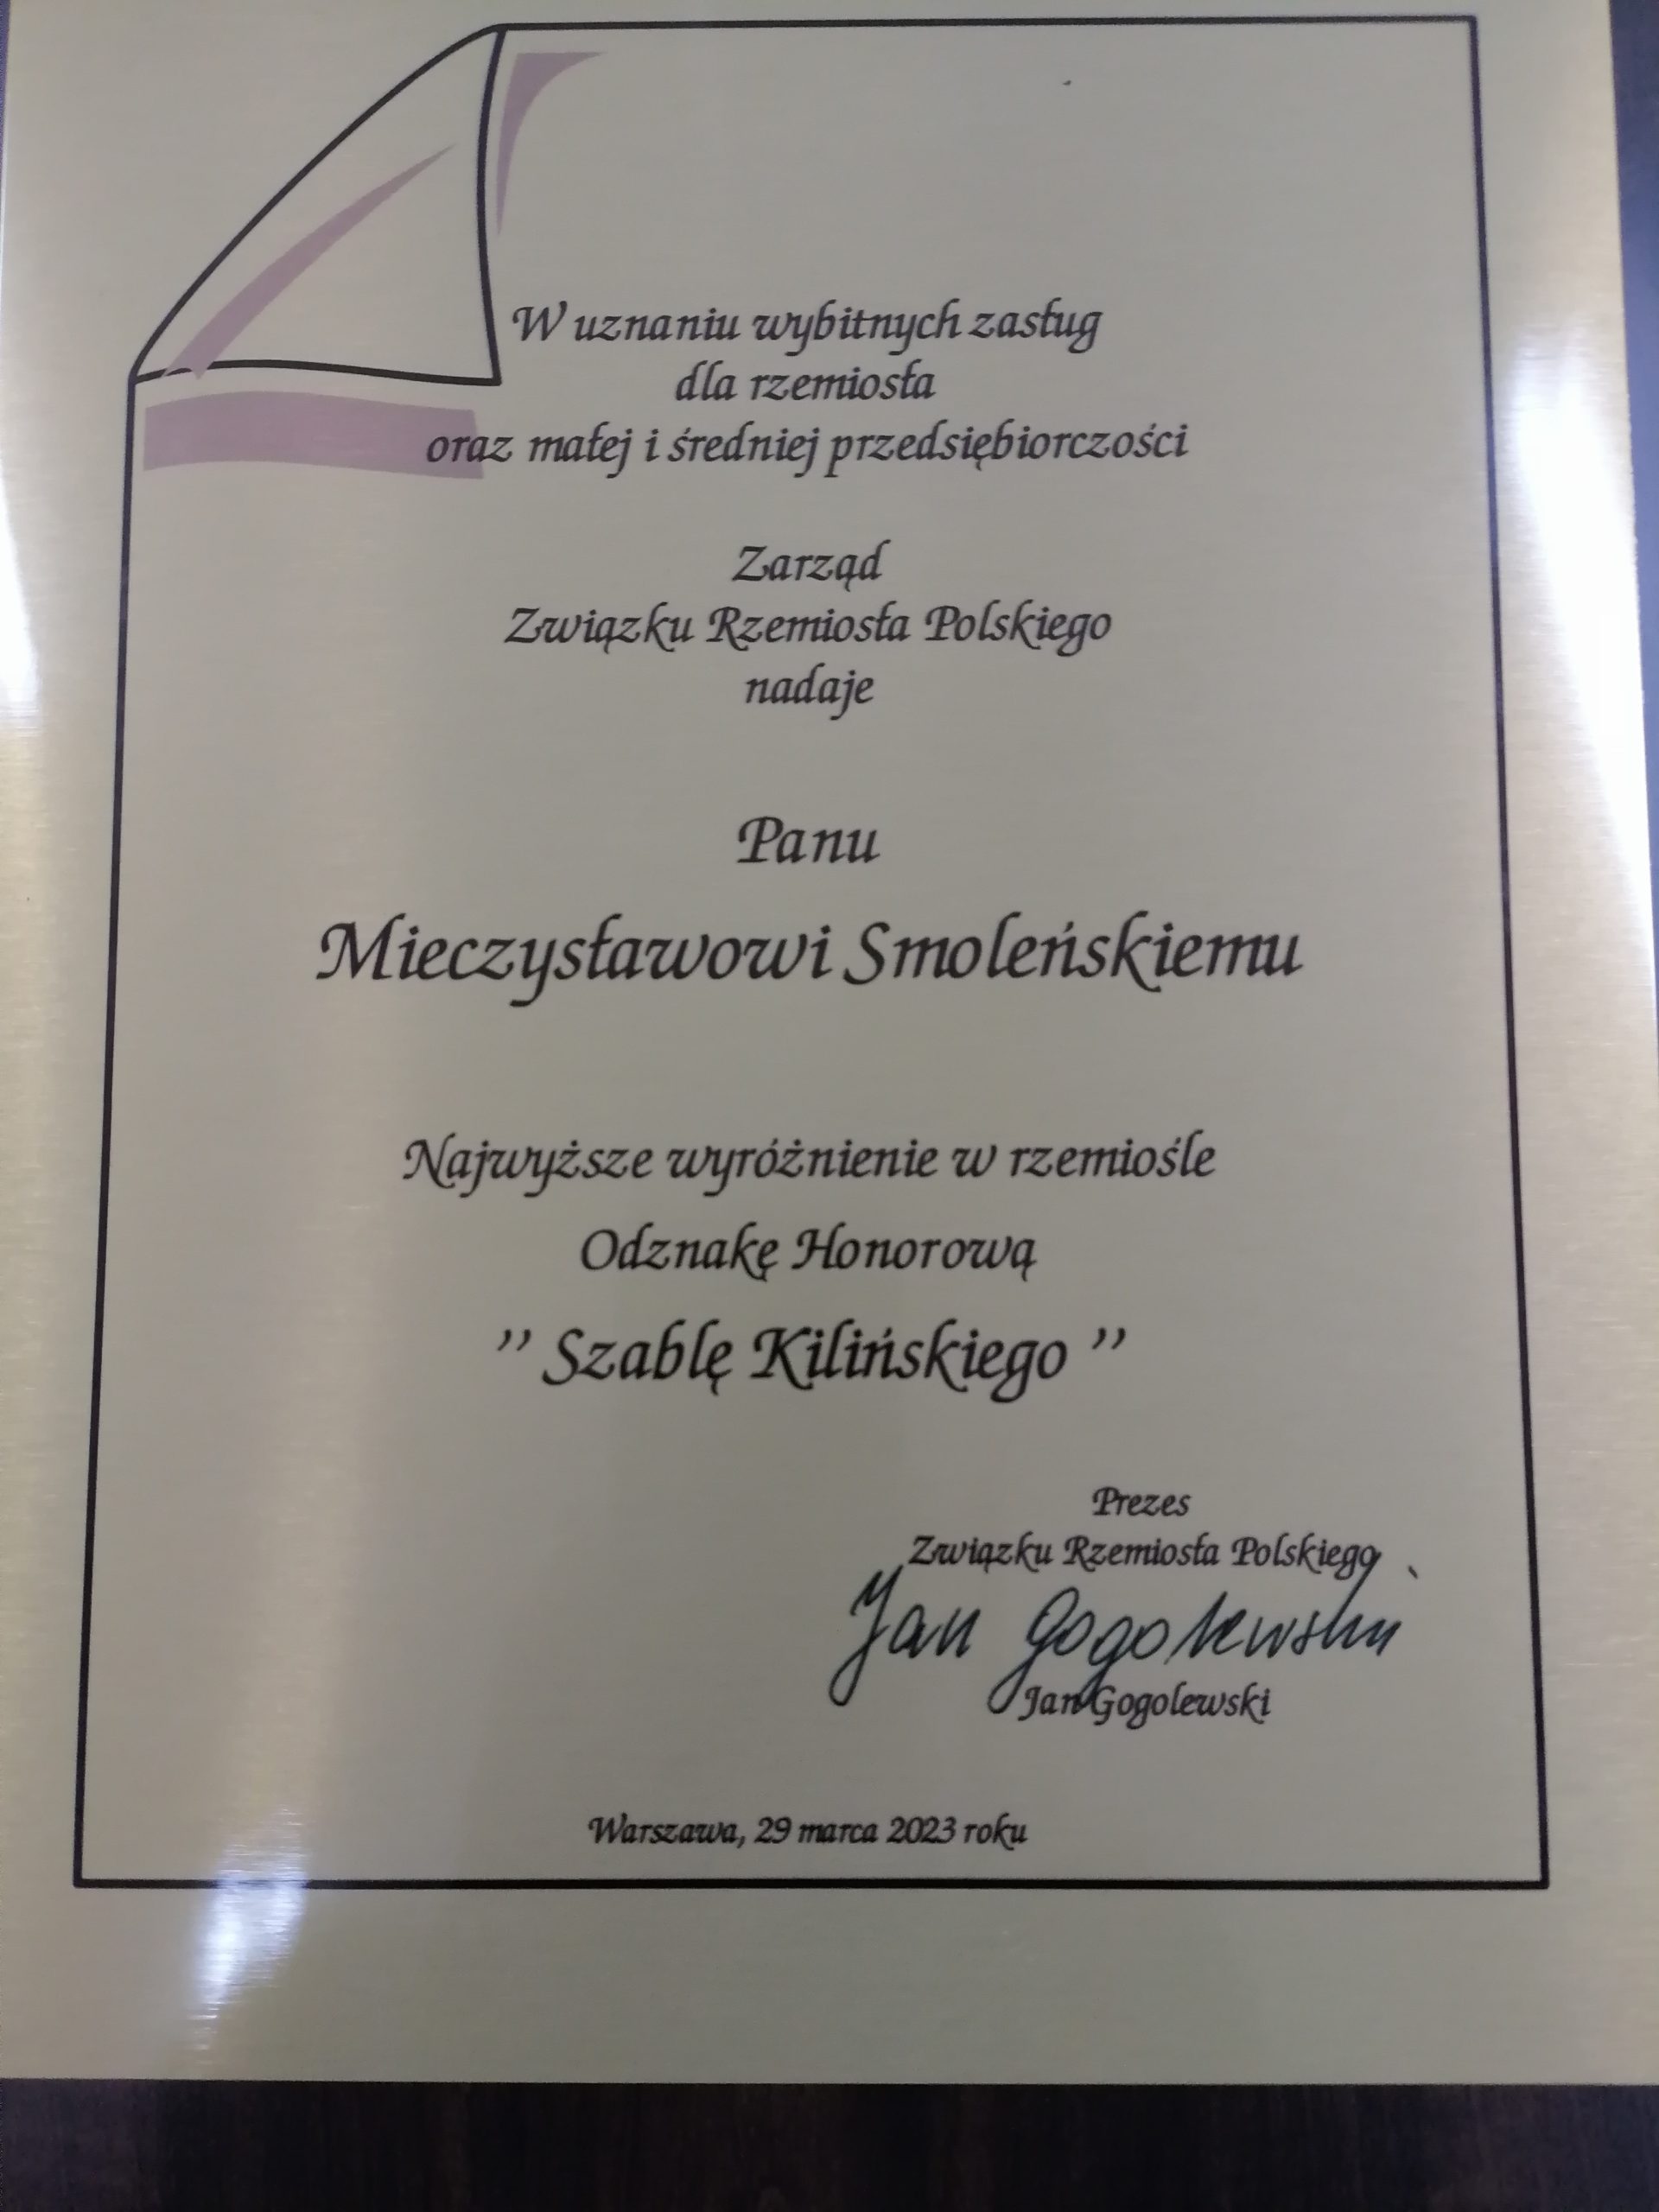 W uznaniu wybitnych zasług
dla rzemiosła
oraz małej i średniej przedsiębiorczości
Zarząd
Związku Rzemiosła Polskiego
nadaje
Panu
Mieczysławowi Smoleńskiemu
Najwyższe wyróżnienie w rzemiośle
Odznakę Honorową
’’ Szablę Kilińskiego ’’
Prezes
Związku Rzemiosła Polskiego
Jan Gogolewski
Jan Gogolewski
Warszawa, 29 marca 2023 roku